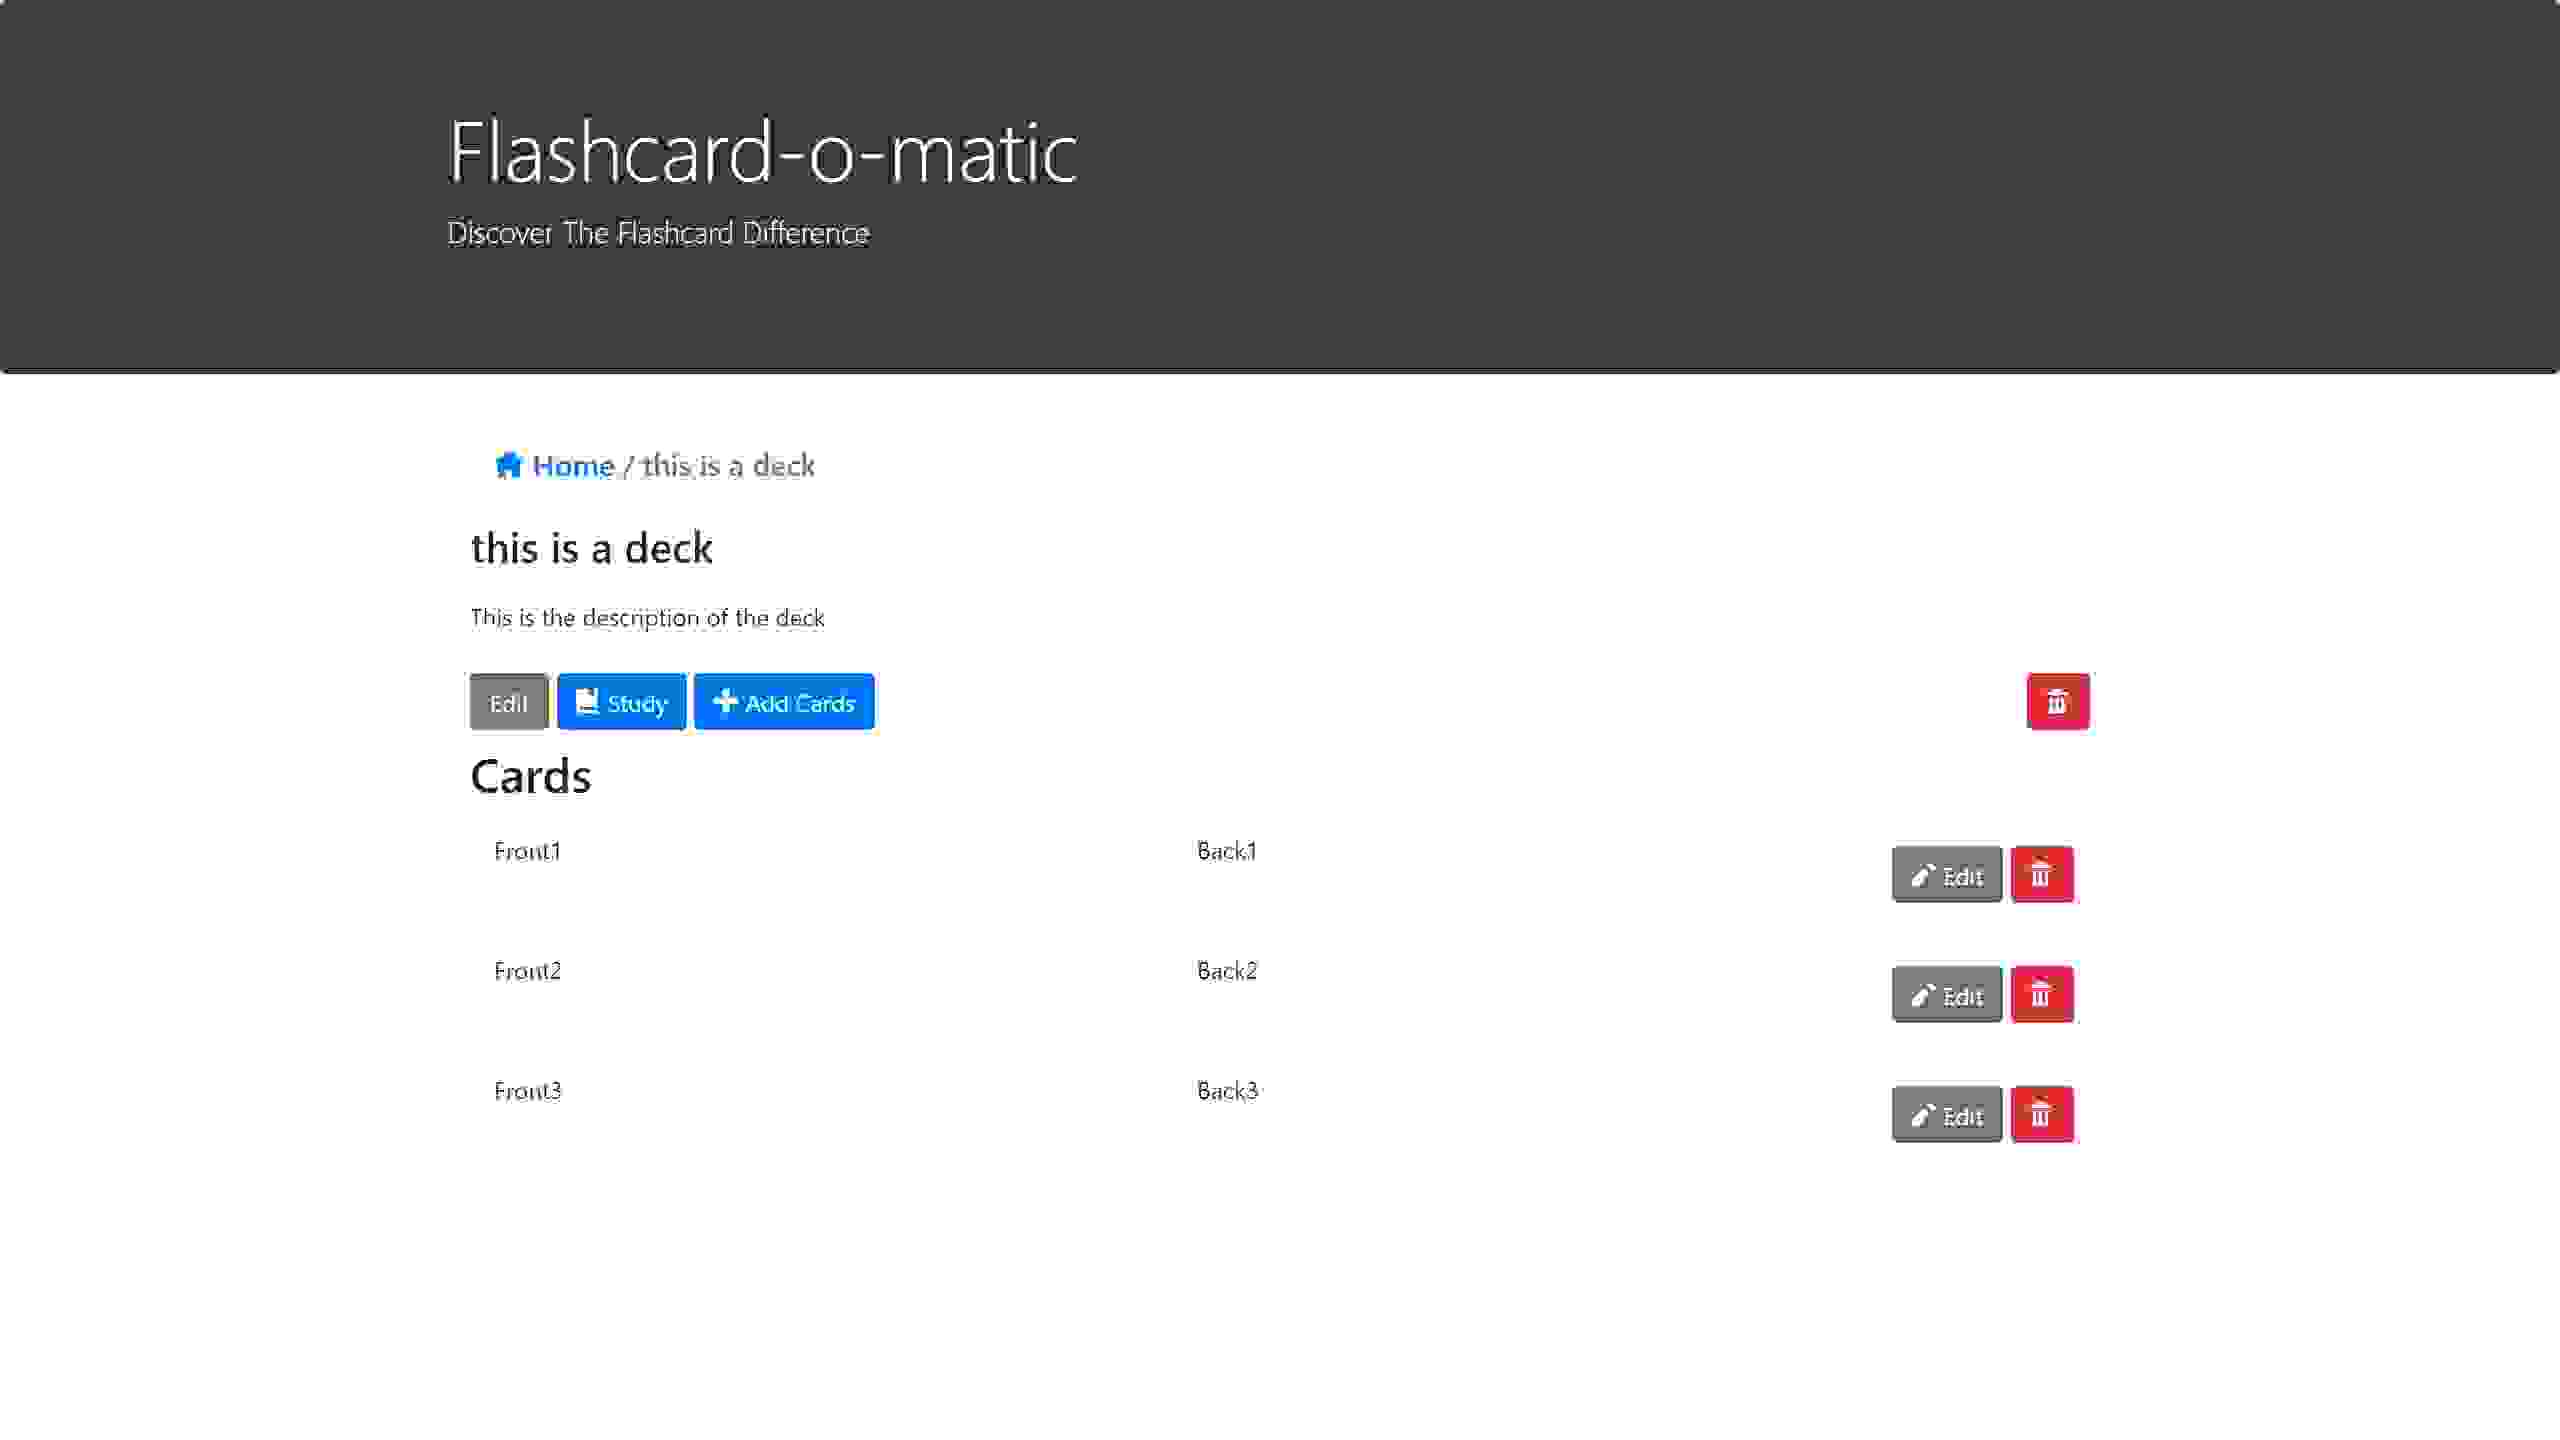 Flashcard-o-matic
Discover The Flashcard Difference
Home / this is a deck
this is a deck
This is the description of the deck
Edit Study Add Cards
Cards
Front1 Back1 Edit
Front2 Back2 Edit
Front3 Back3 Edit